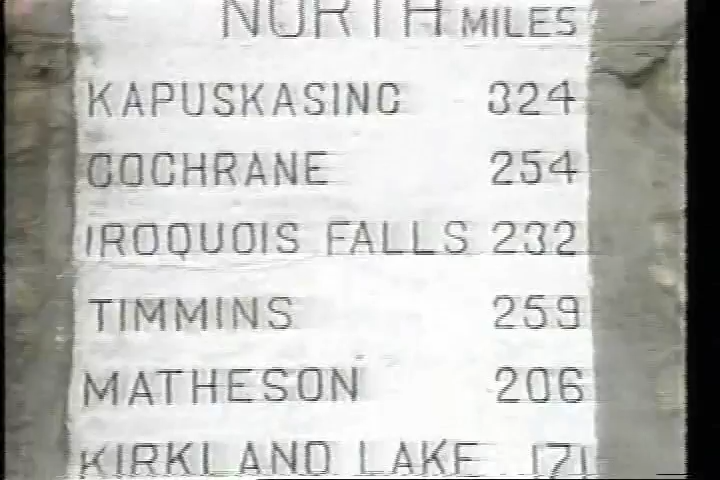 NORTH MILES
KAPUSKASING 324
COCHRANE 254
IROQUOIS FALLS 232
TIMMINS 259
MATHESON 206
KIRKLAND LAKE 171